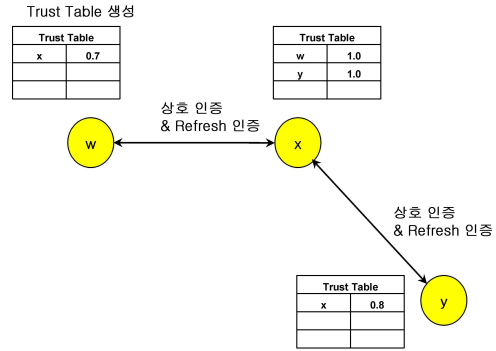 Trust Table 생성
Trust Table
x 0.7
Trust Table
w 1.0
y 1.0
상호 인증
& Refresh 인증
w
x
상호 인증
& Refresh 인증
Trust Table
x 0.8
y